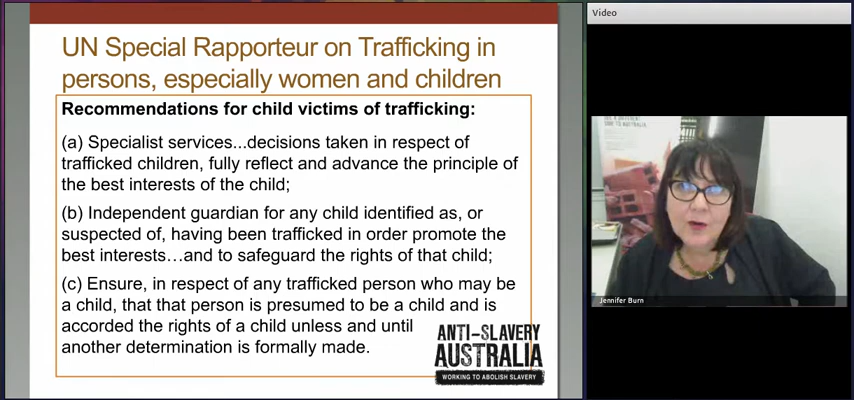 UN Special Rapporteur on Trafficking in
persons, especially women and children
Recommendations for child victims of trafficking:
(a) Specialist services...decisions taken in respect of
trafficked children, fully reflect and advance the principle of
the best interests of the child;
(b) Independent guardian for any child identified as, or
suspected of, having been trafficked in order promote the
best interests…and to safeguard the rights of that child;
(c) Ensure, in respect of any trafficked person who may be
a child, that that person is presumed to be a child and is
accorded the rights of a child unless and until
another determination is formally made.
ANTI-SLAVERY
AUSTRALIA
WORKING TO ABOLISH SLAVERY
Video
Jennifer Burn